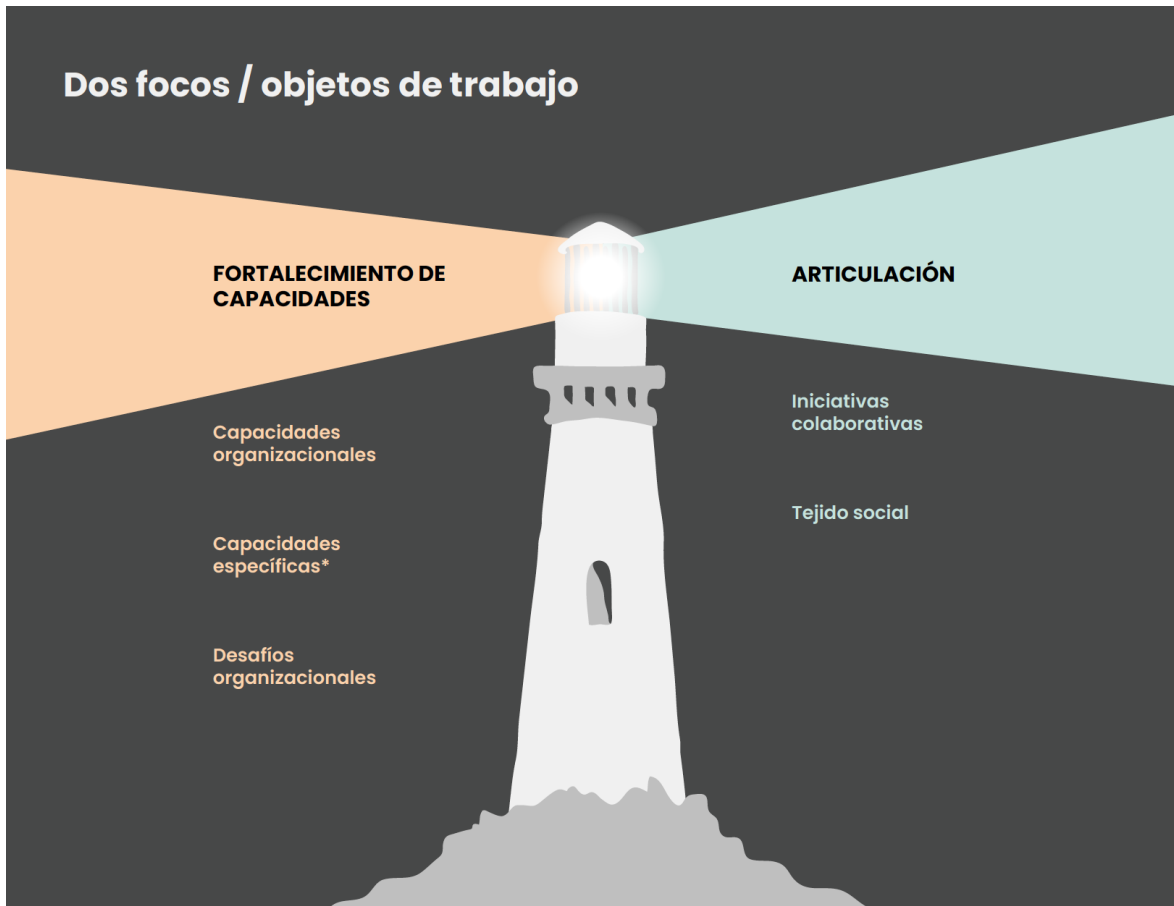 Dos focos / objetos de trabajo
FORTALECIMIENTO DE
CAPACIDADES
Capacidades
organizacionales
Capacidades
específicas*
Desafíos
organizacionales
ARTICULACIÓN
Iniciativas
colaborativas
Tejido social